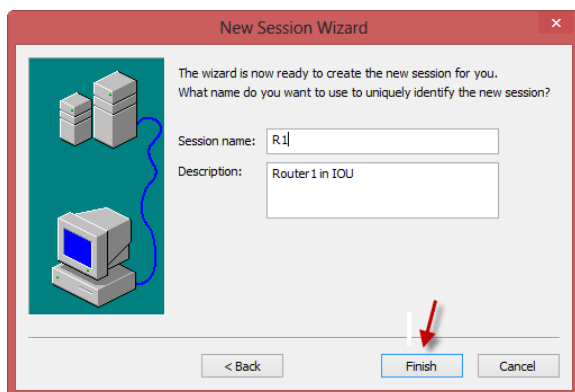 New Session Wizard
The wizard is now ready to create the new session for you.
What name do you want to use to uniquely identify the new session?
Session name: R1
Description: Router1 in IOU
< Back Finish Cancel